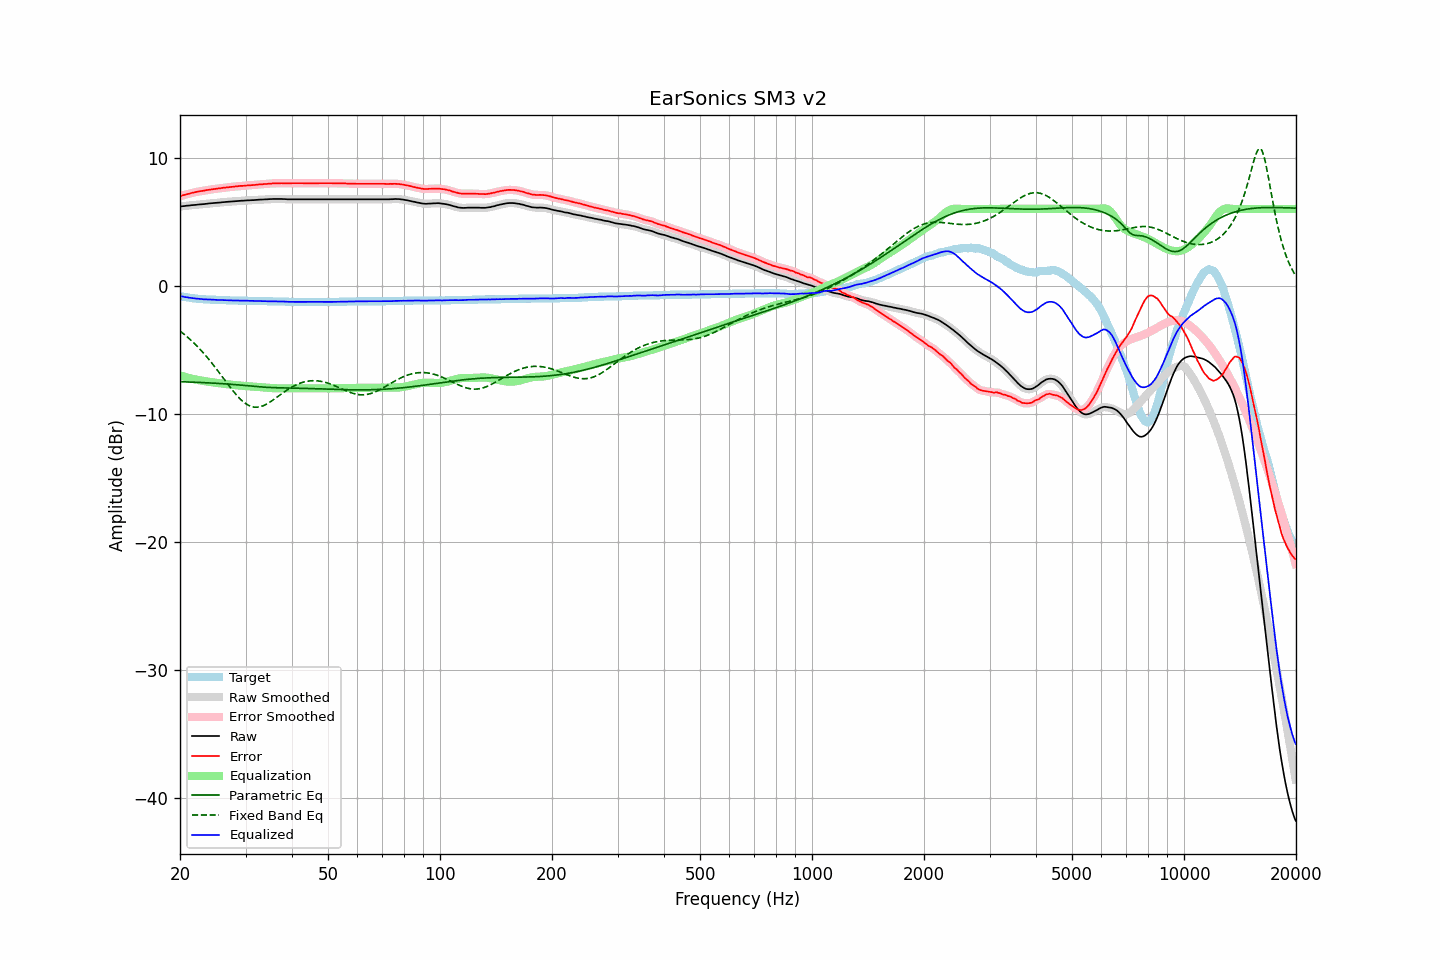 EarSonics SM3 v2
Amplitude (dBr)
10
0
−10
−20
−30
−40
Target
Raw Smoothed
Error Smoothed
Raw
Error
Equalization
Parametric Eq
Fixed Band Eq
Equalized
20 50 100 200 500 1000 2000 5000 10000 20000
Frequency (Hz)